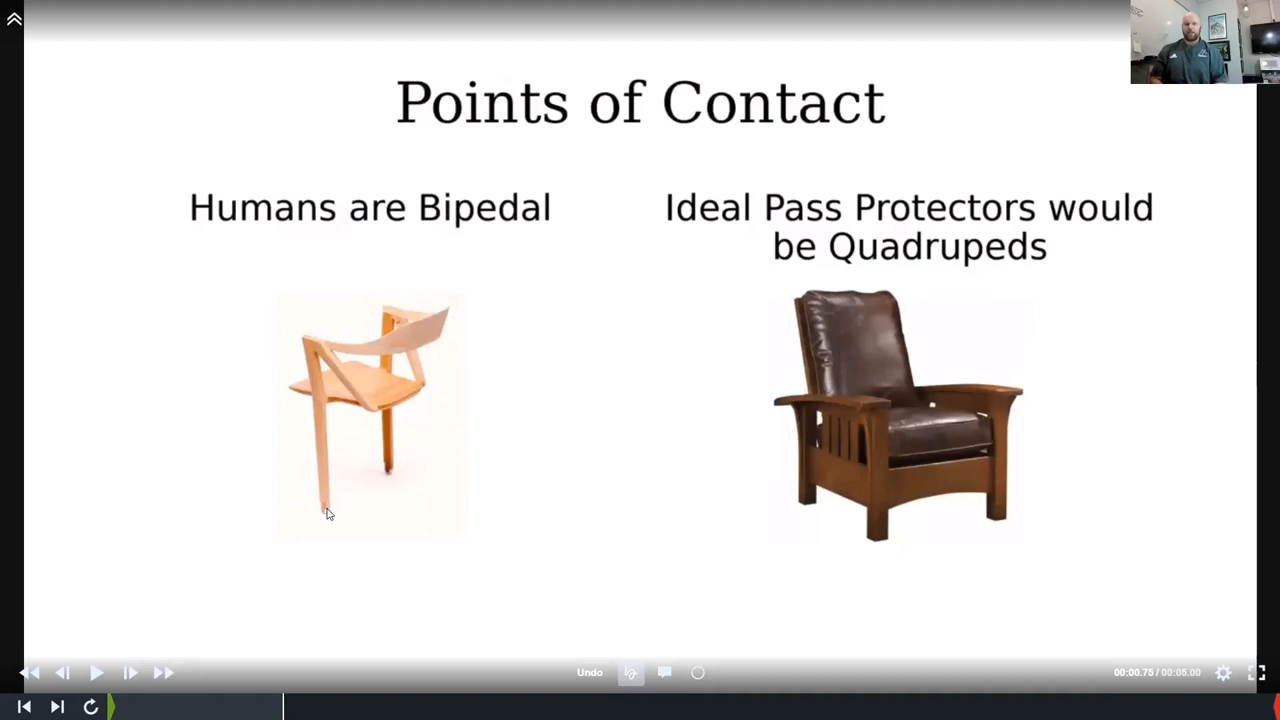 Points of Contact
Humans are Bipedal
Ideal Pass Protectors would
be Quadrupeds
Undo
00:00.75 / 00:05.00